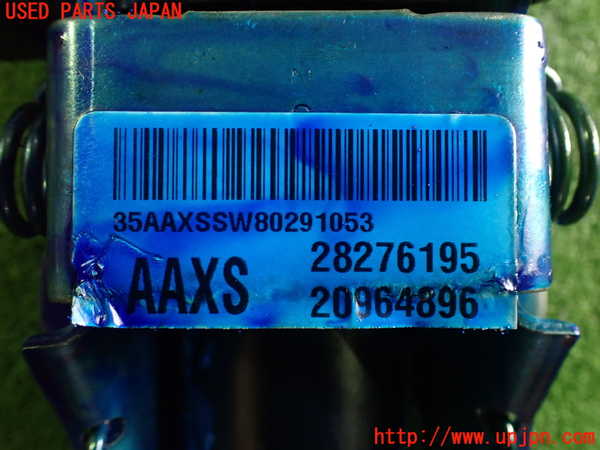 USED PARTS JAPAN
35AAXSSW80291053
28276195
AAXS
20964896
http://www.upjpn.com